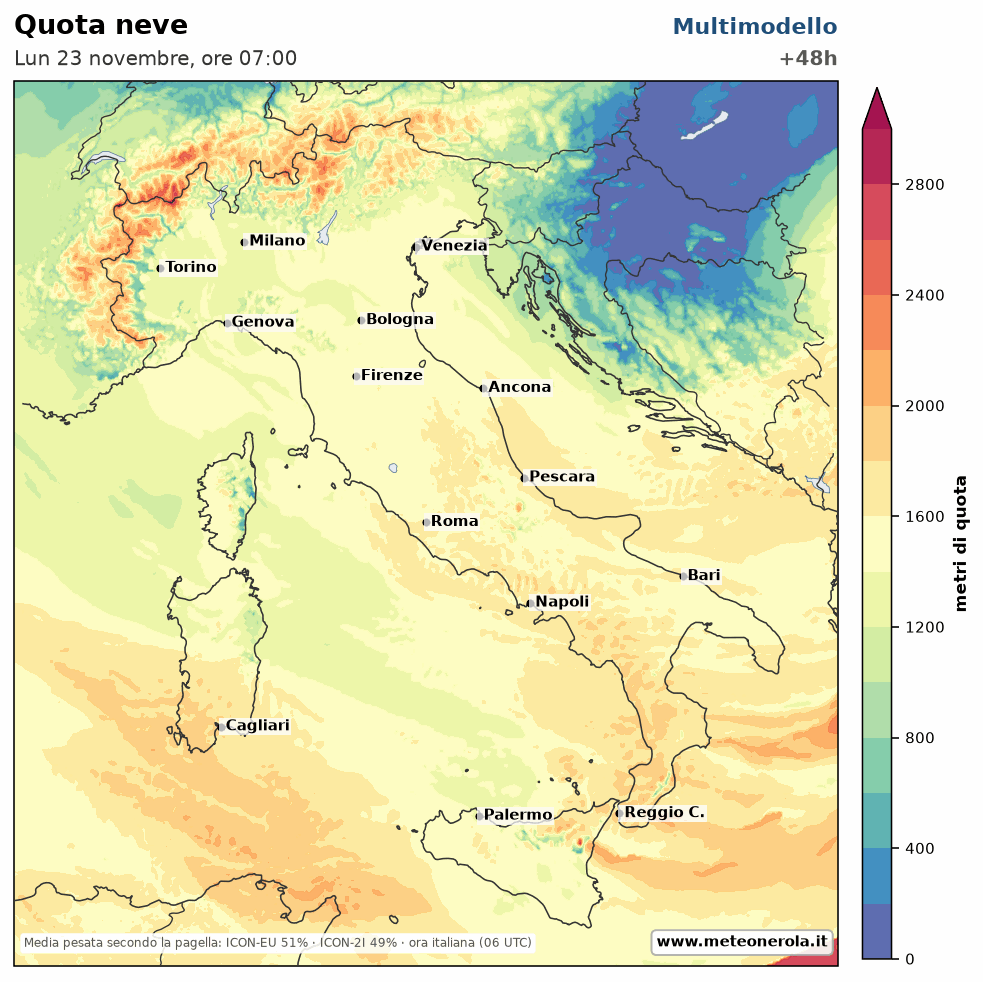 Quota neve
Multimodello
Lun 23 novembre, ore 07:00
+48h
Milano
Venezia
Torino
Genova
Bologna
Firenze
Ancona
Pescara
Roma
Bari
Napoli
Cagliari
Palermo
Reggio C.
2800
2400
2000
1600
1200
800
400
0
metri di quota
Media pesata secondo la pagella: ICON-EU 51% · ICON-2I 49% · ora italiana (06 UTC)
www.meteonerola.it